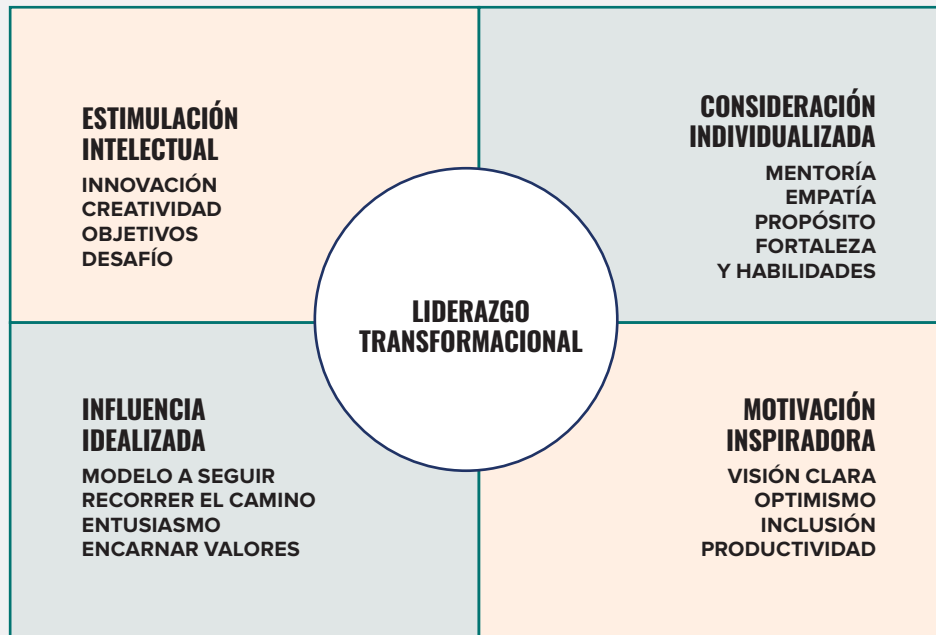 ESTIMULACIÓN
INTELECTUAL
INNOVACIÓN
CREATIVIDAD
OBJETIVOS
DESAFÍO
CONSIDERACIÓN
INDIVIDUALIZADA
MENTORÍA
EMPATÍA
PROPÓSITO
FORTALEZA
Y HABILIDADES
LIDERAZGO
TRANSFORMACIONAL
INFLUENCIA
IDEALIZADA
MODELO A SEGUIR
RECORRER EL CAMINO
ENTUSIASMO
ENCARNAR VALORES
MOTIVACIÓN
INSPIRADORA
VISIÓN CLARA
OPTIMISMO
INCLUSIÓN
PRODUCTIVIDAD